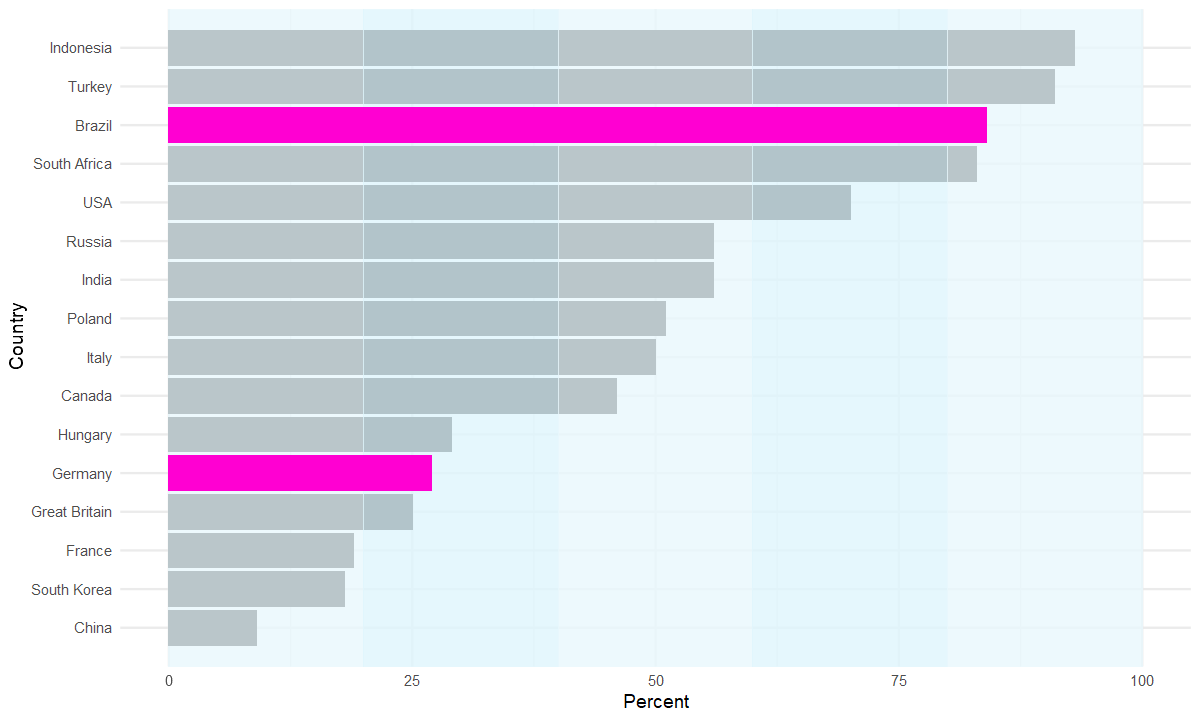 Indonesia
Turkey
Brazil
South Africa
USA
Russia
India
Poland
Italy
Canada
Hungary
Germany
Great Britain
France
South Korea
China
Country
0 25 50 75 100
Percent